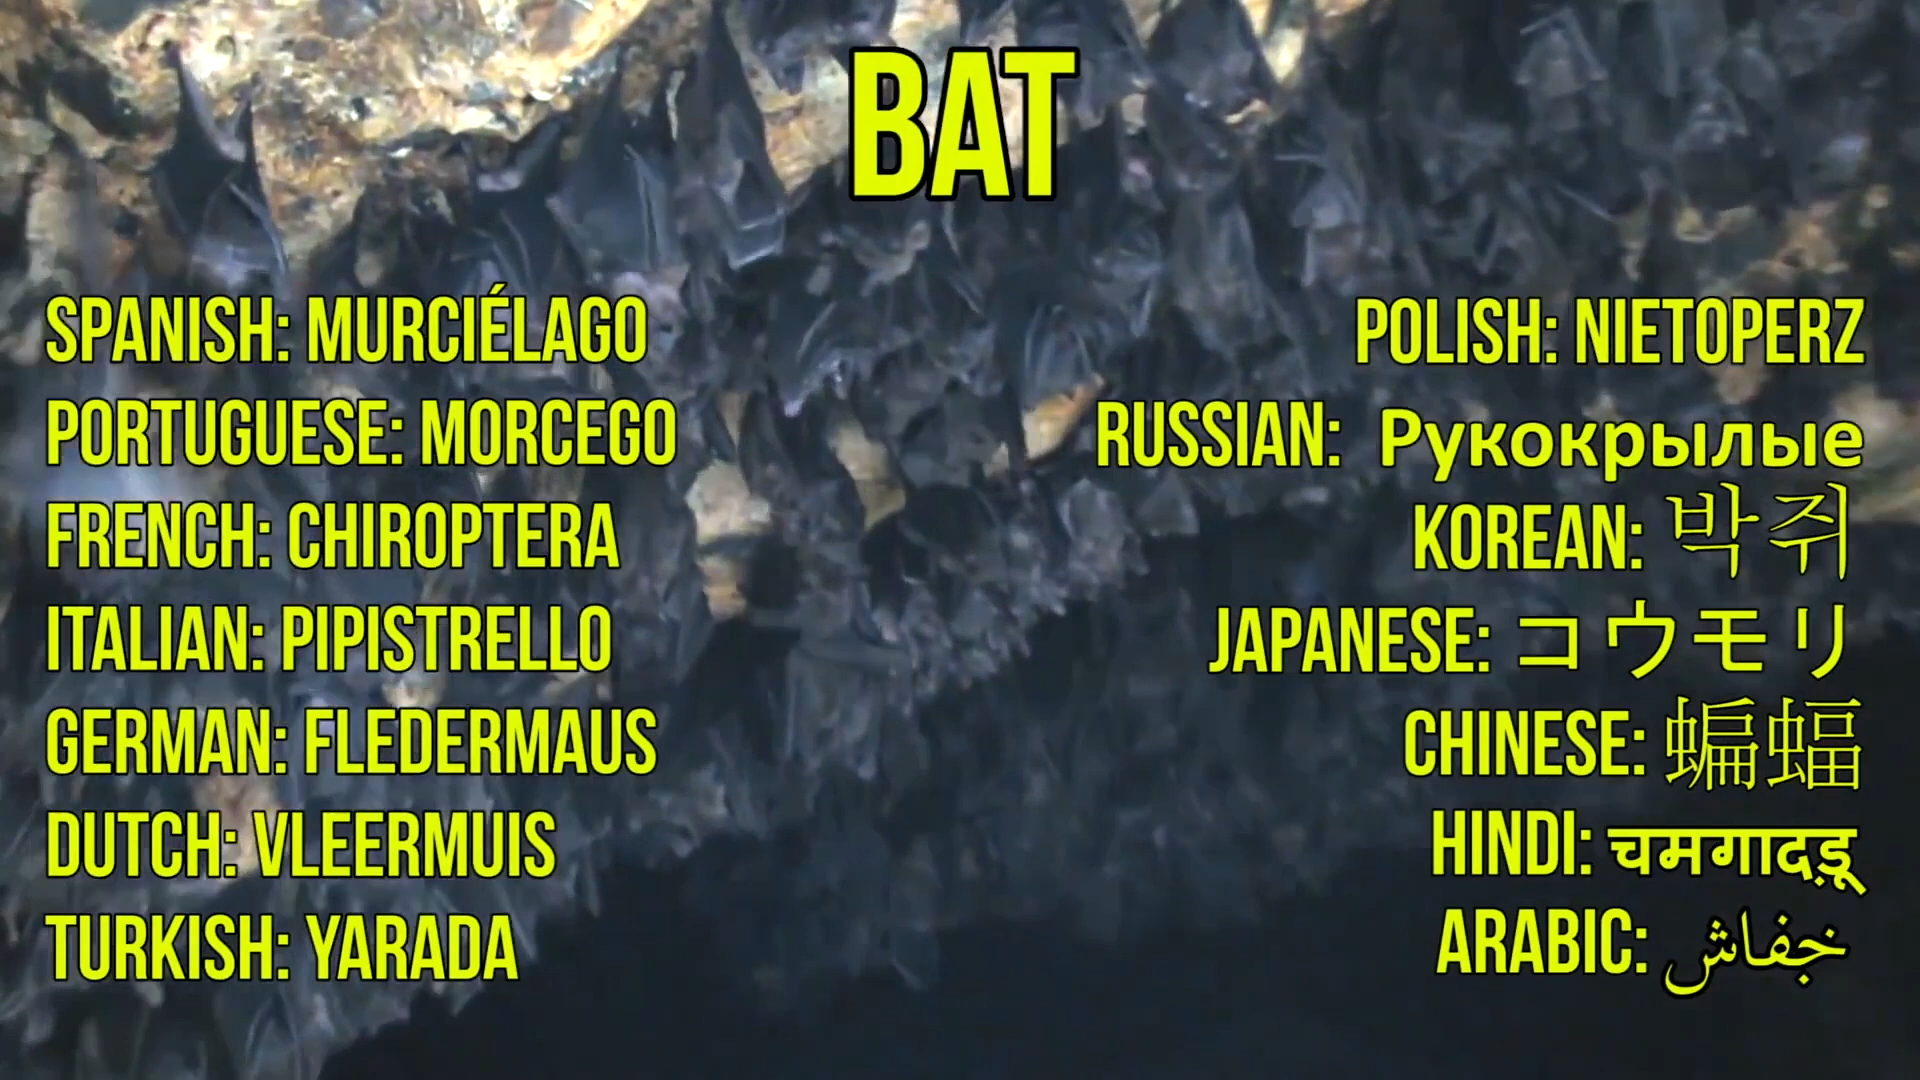 BAT
SPANISH: MURCIÉLAGO
PORTUGUESE: MORCEGO
FRENCH: CHIROPTERA
ITALIAN: PIPISTRELLO
GERMAN: FLEDERMAUS
DUTCH: VLEERMUIS
TURKISH: YARADA
POLISH: NIETOPERZ
RUSSIAN: Рукокрылые
KOREAN: 박쥐
JAPANESE: コウモリ
CHINESE: 蝙蝠
HINDI: चमगादड़ू
ARABIC: خفاش